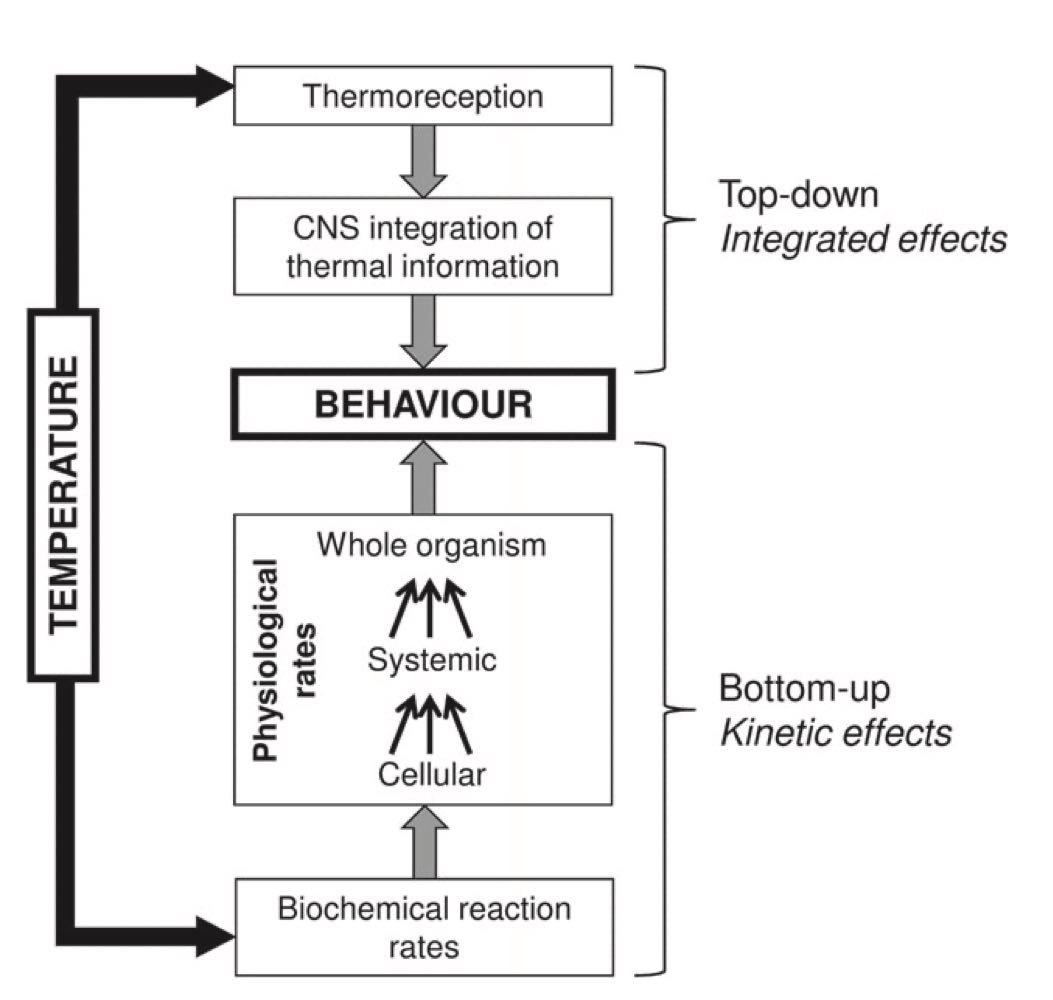 Thermoreception
CNS integration of
thermal information
Top-down
Integrated effects
TEMPERATURE
BEHAVIOUR
Whole organism
Physiological
rates
Systemic
Cellular
Bottom-up
Kinetic effects
Biochemical reaction
rates